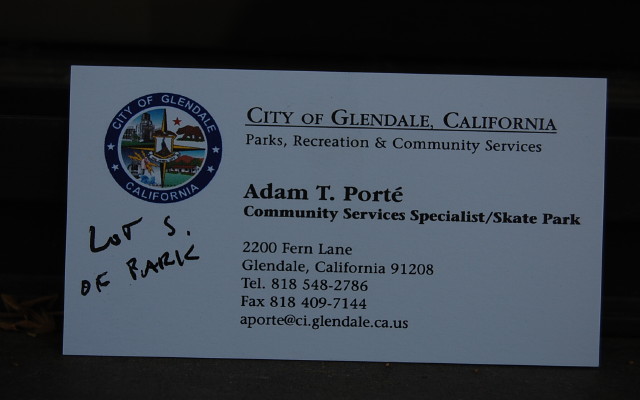 CITY OF GLENDALE
CALIFORNIA
LOT S.
OF PARK
CITY OF GLENDALE, CALIFORNIA
Parks, Recreation & Community Services
Adam T. Porté
Community Services Specialist/Skate Park
2200 Fern Lane
Glendale, California 91208
Tel. 818 548-2786
Fax 818 409-7144
aporte@ci.glendale.ca.us